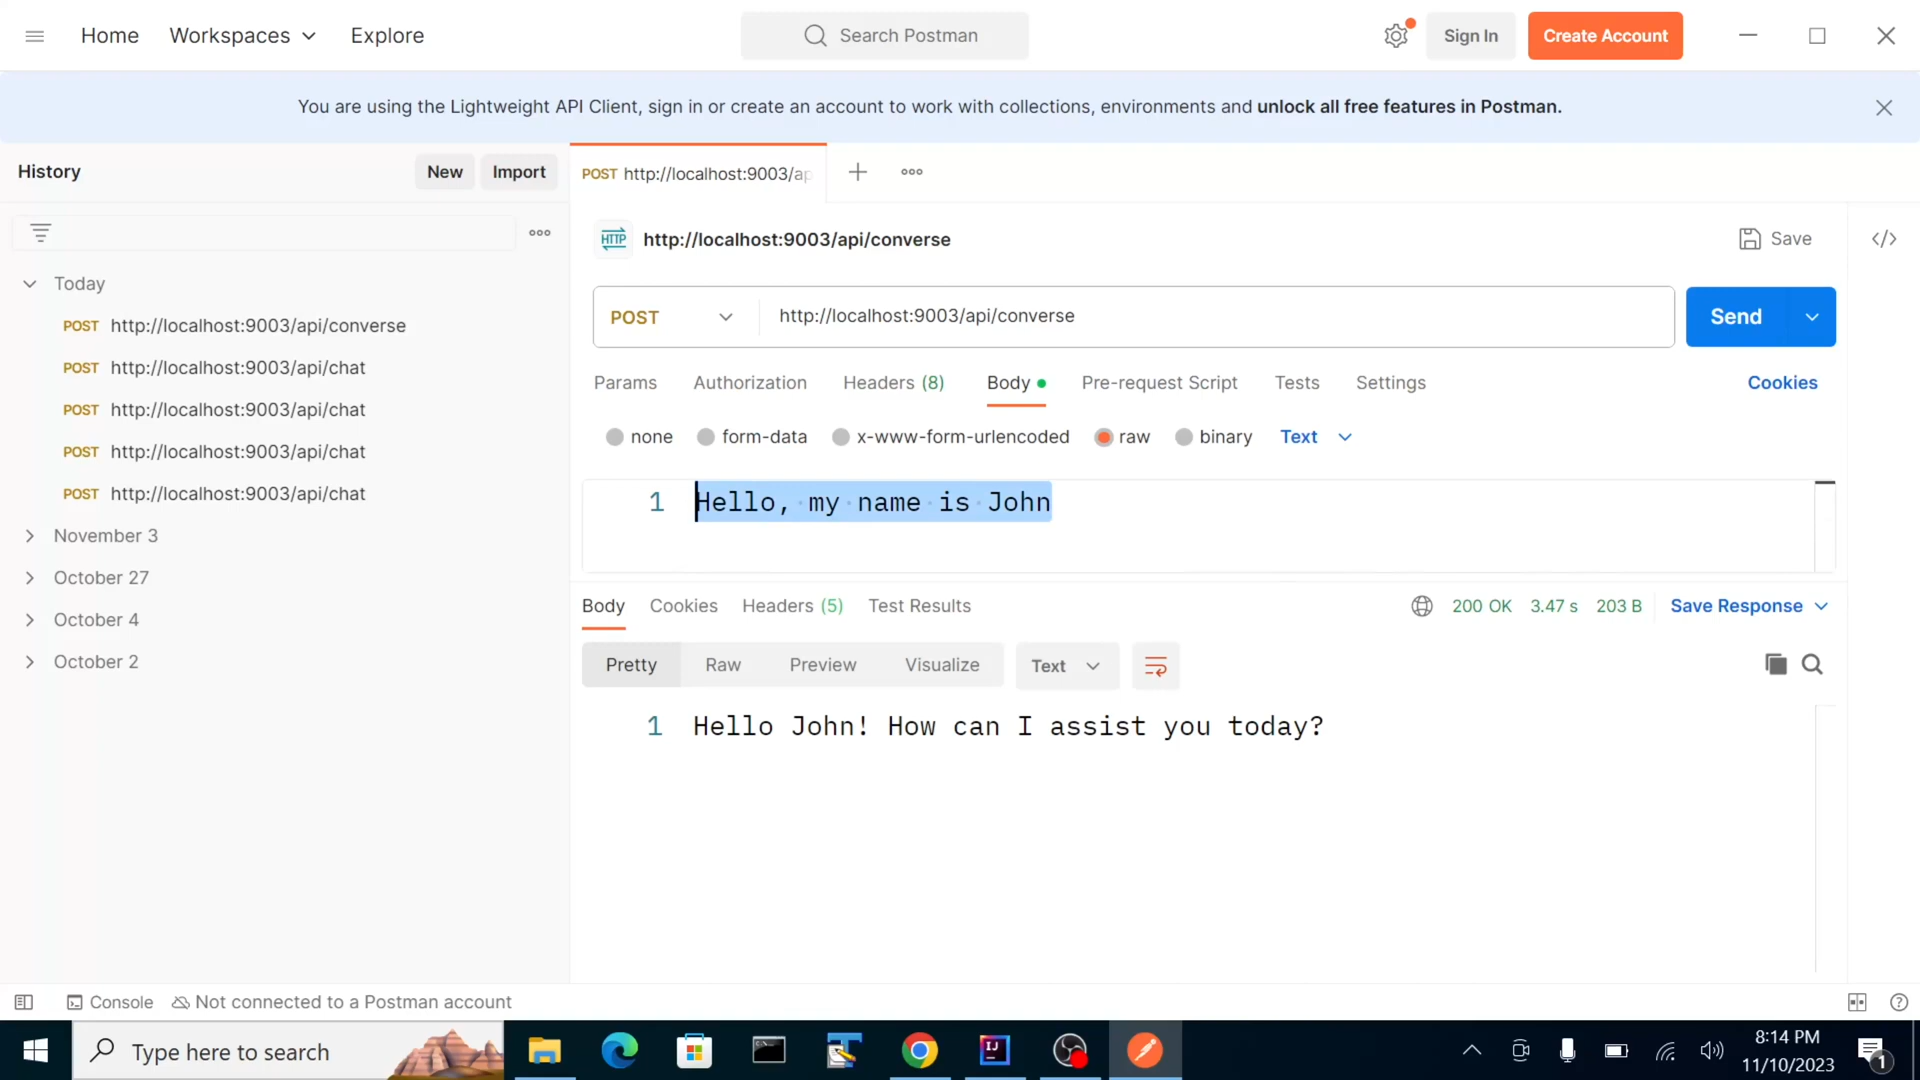 Home Workspaces Explore Search Postman Sign In Create Account
You are using the Lightweight API Client, sign in or create an account to work with collections, environments and unlock all free features in Postman.
History New Import
POST http://localhost:9003/ap
HTTP http://localhost:9003/api/converse Save </>
Today
POST http://localhost:9003/api/converse
POST http://localhost:9003/api/chat
POST http://localhost:9003/api/chat
POST http://localhost:9003/api/chat
POST http://localhost:9003/api/chat
November 3
October 27
October 4
October 2
POST http://localhost:9003/api/converse Send
Params Authorization Headers (8) Body Pre-request Script Tests Settings Cookies
none form-data x-www-form-urlencoded raw binary Text
1 Hello, my name is John
Body Cookies Headers (5) Test Results 200 OK 3.47 s 203 B Save Response
Pretty Raw Preview Visualize Text
1 Hello John! How can I assist you today?
Console Not connected to a Postman account
Type here to search
8:14 PM
11/10/2023
1